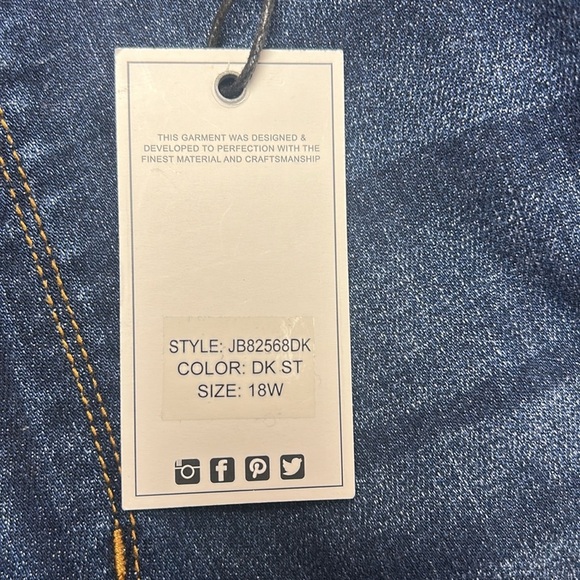 THIS GARMENT WAS DESIGNED &
DEVELOPED TO PERFECTION WITH THE
FINEST MATERIAL AND CRAFTSMANSHIP
STYLE: JB82568DK
COLOR: DK ST
SIZE: 18W